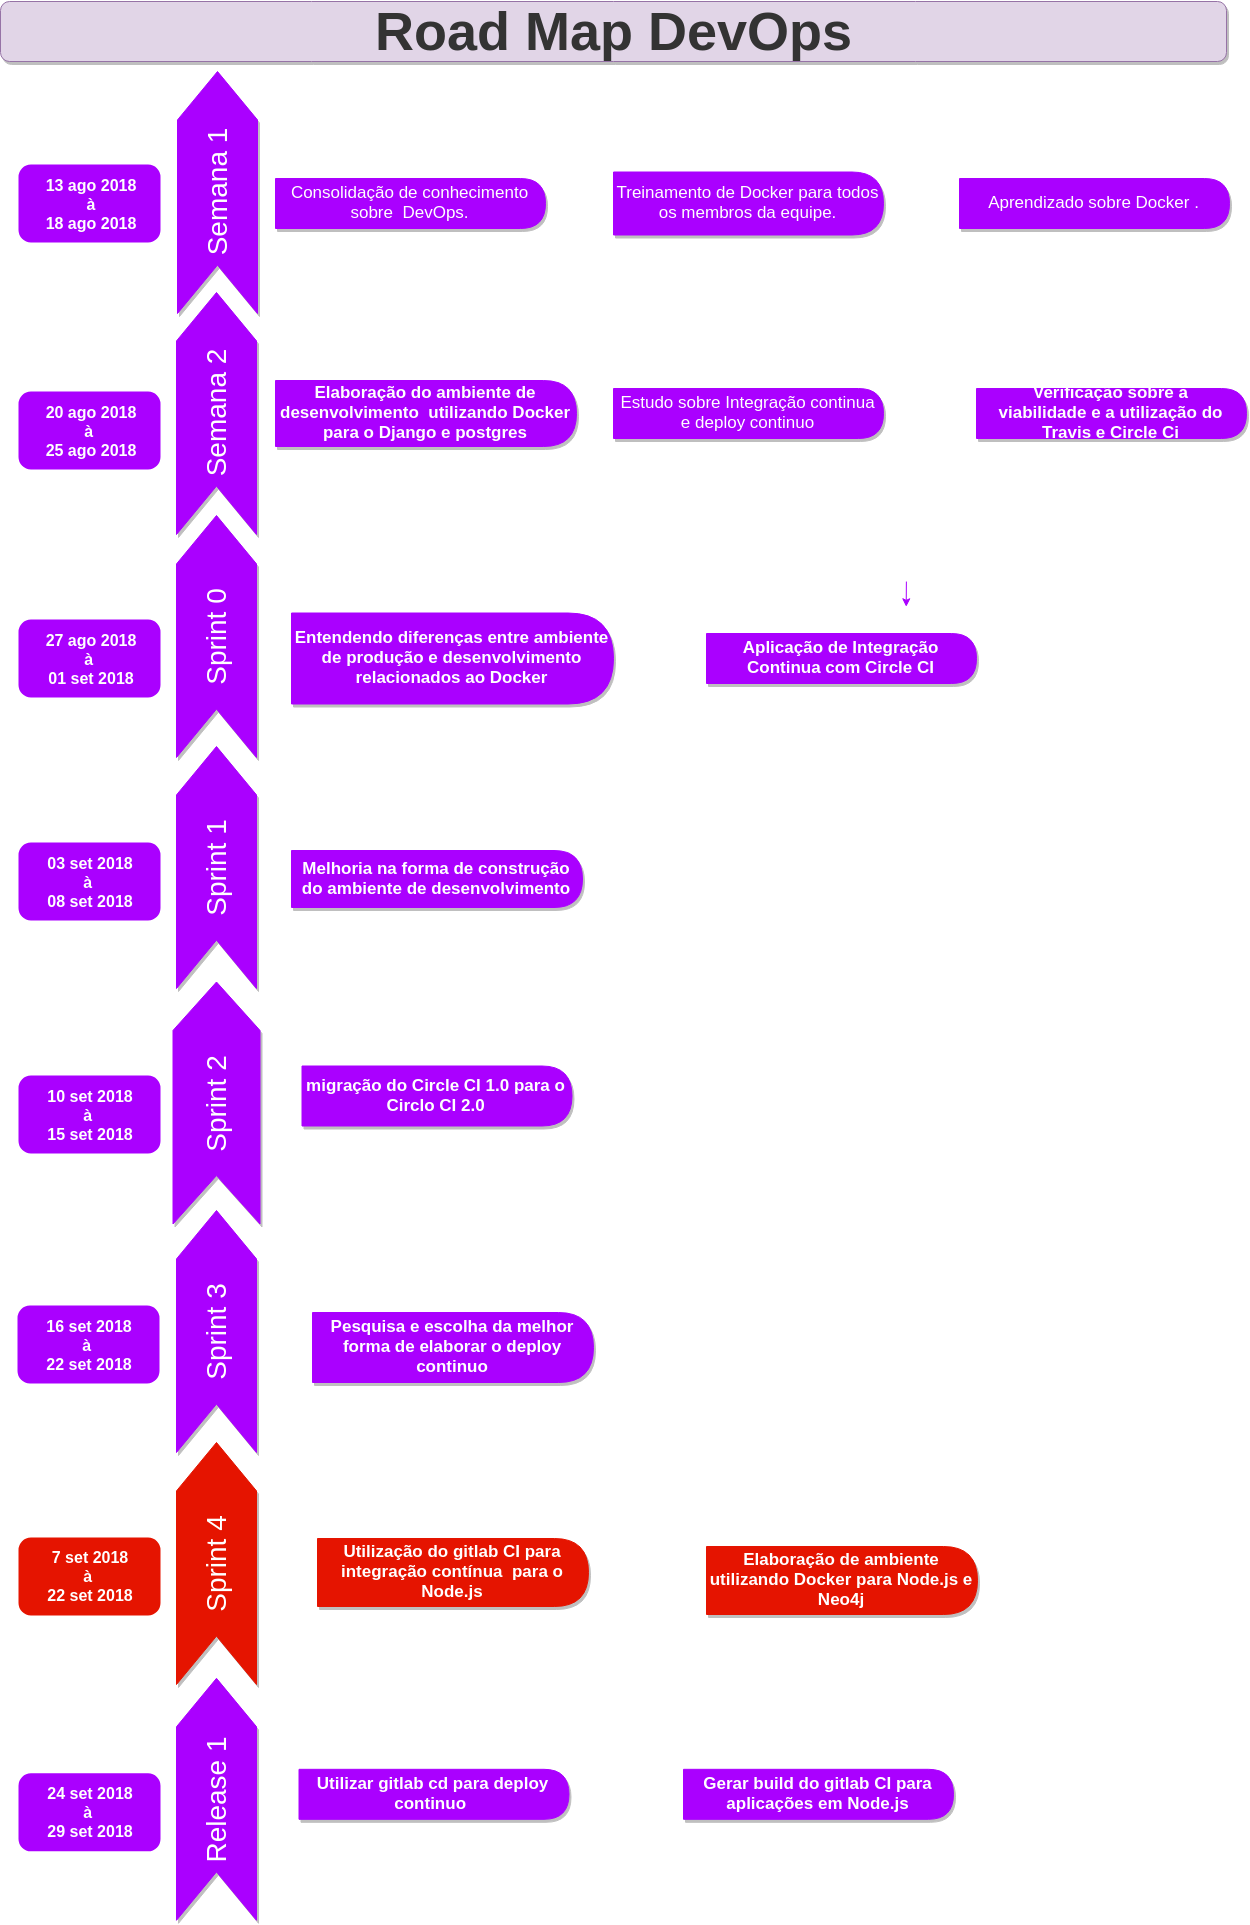 Road Map DevOps
13 ago 2018
à
18 ago 2018
Semana 1
Consolidação de conhecimento
sobre  DevOps.
Treinamento de Docker para todos
os membros da equipe.
Aprendizado sobre Docker .
20 ago 2018
à
25 ago 2018
Semana 2
Elaboração do ambiente de
desenvolvimento  utilizando Docker
para o Django e postgres
Estudo sobre Integração continua
e deploy continuo
Verificação sobre a
viabilidade e a utilização do
Travis e Circle Ci
27 ago 2018
à
01 set 2018
Sprint 0
Entendendo diferenças entre ambiente
de produção e desenvolvimento
relacionados ao Docker
Aplicação de Integração
Continua com Circle CI
03 set 2018
à
08 set 2018
Sprint 1
Melhoria na forma de construção
do ambiente de desenvolvimento
10 set 2018
à
15 set 2018
Sprint 2
migração do Circle CI 1.0 para o
Circlo CI 2.0
16 set 2018
à
22 set 2018
Sprint 3
Pesquisa e escolha da melhor
forma de elaborar o deploy
continuo
7 set 2018
à
22 set 2018
Sprint 4
Utilização do gitlab CI para
integração contínua  para o
Node.js
Elaboração de ambiente
utilizando Docker para Node.js e
Neo4j
24 set 2018
à
29 set 2018
Release 1
Utilizar gitlab cd para deploy
continuo
Gerar build do gitlab CI para
aplicações em Node.js